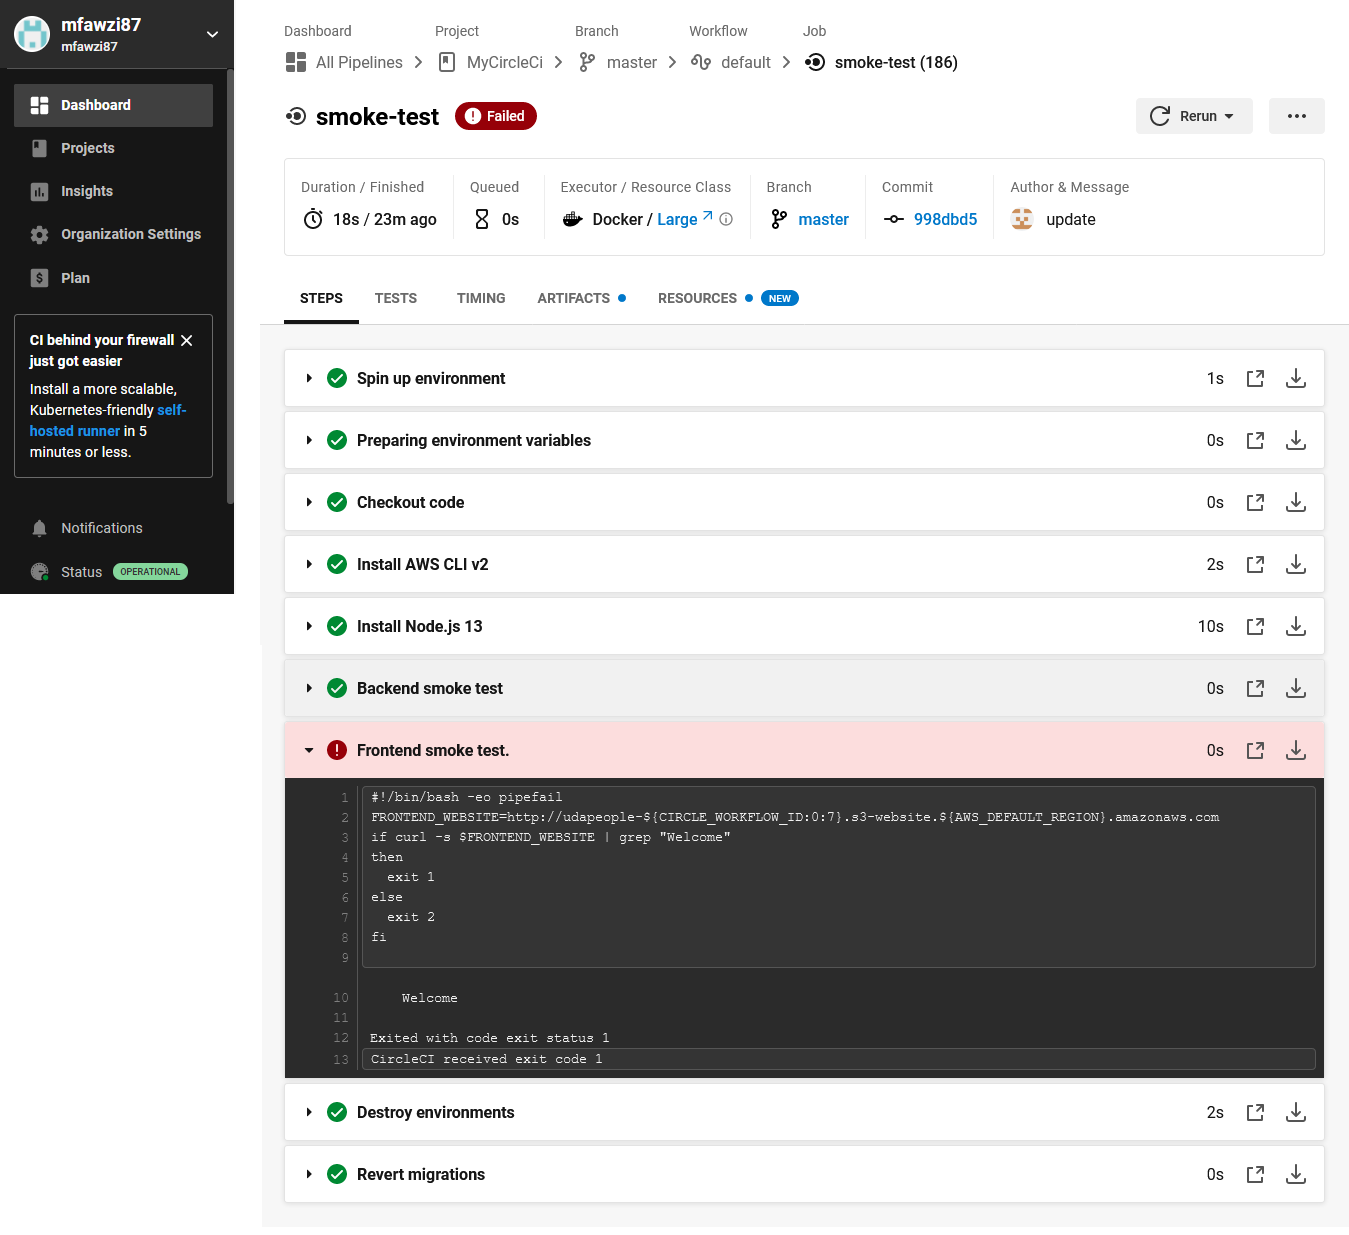 mfawzi87
mfawzi87
Dashboard
Projects
Insights
Organization Settings
Plan
CI behind your firewall
just got easier
Install a more scalable,
Kubernetes-friendly self-
hosted runner in 5
minutes or less.
Notifications
Status OPERATIONAL
Dashboard Project Branch Workflow Job
All Pipelines MyCircleCi master default smoke-test (186)
smoke-test Failed Rerun
Duration / Finished Queued Executor / Resource Class Branch Commit Author & Message
18s / 23m ago 0s Docker / Large master 998dbd5 update
STEPS TESTS TIMING ARTIFACTS RESOURCES NEW
Spin up environment 1s
Preparing environment variables 0s
Checkout code 0s
Install AWS CLI v2 2s
Install Node.js 13 10s
Backend smoke test 0s
Frontend smoke test. 0s
1 #!/bin/bash -eo pipefail
2 FRONTEND_WEBSITE=http://udapeople-${CIRCLE_WORKFLOW_ID:0:7}.s3-website.${AWS_DEFAULT_REGION}.amazonaws.com
3 if curl -s $FRONTEND_WEBSITE | grep "Welcome"
4 then
5   exit 1
6 else
7   exit 2
8 fi
9
10     Welcome
11
12 Exited with code exit status 1
13 CircleCI received exit code 1
Destroy environments 2s
Revert migrations 0s